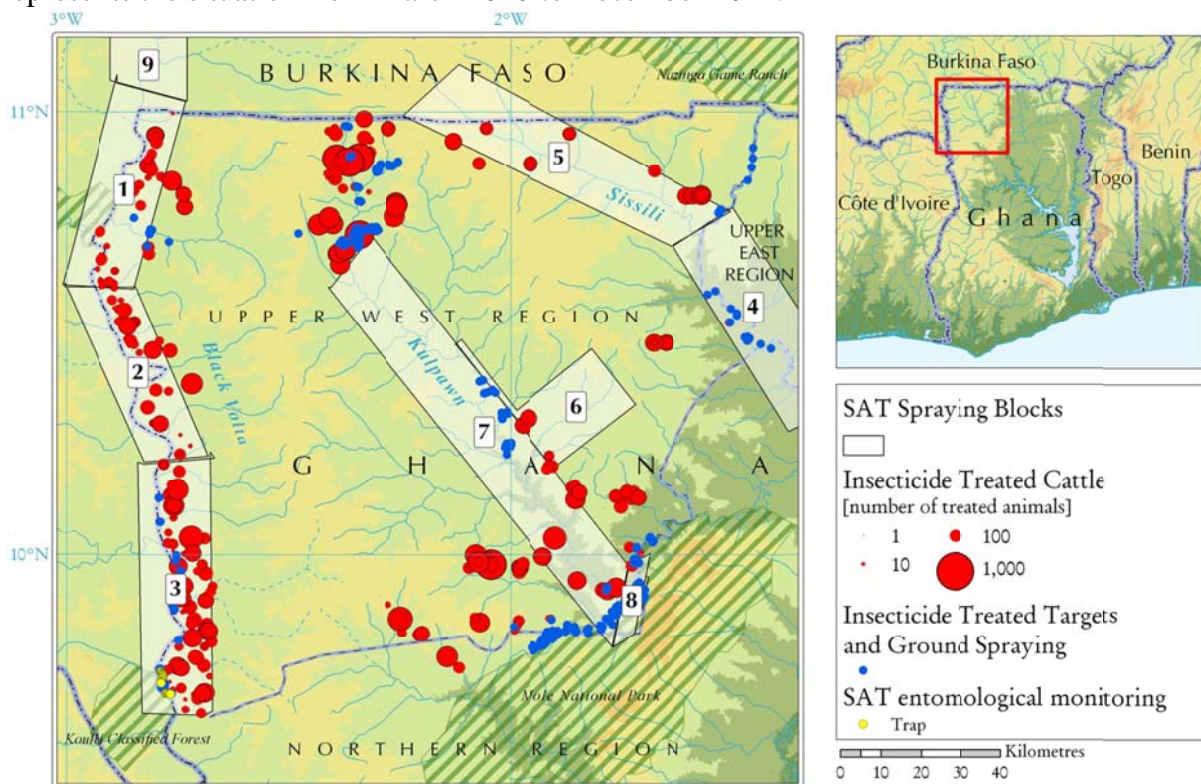 3°W
2°W
11°N
10°N
BURKINA FASO
Nazinga Game Ranch
9
1
5
Sissili
UPPER
EAST
REGION
4
UPPER WEST REGION
2
Black Volta
Kulpawn
6
7
GHANA
3
8
Mole National Park
Koulbi Classified Forest
NORTHERN REGION
Burkina Faso
Benin
Togo
Côte d'Ivoire
Ghana
SAT Spraying Blocks
Insecticide Treated Cattle
[number of treated animals]
1 100
10 1,000
Insecticide Treated Targets
and Ground Spraying
SAT entomological monitoring
Trap
Kilometres
0 10 20 30 40